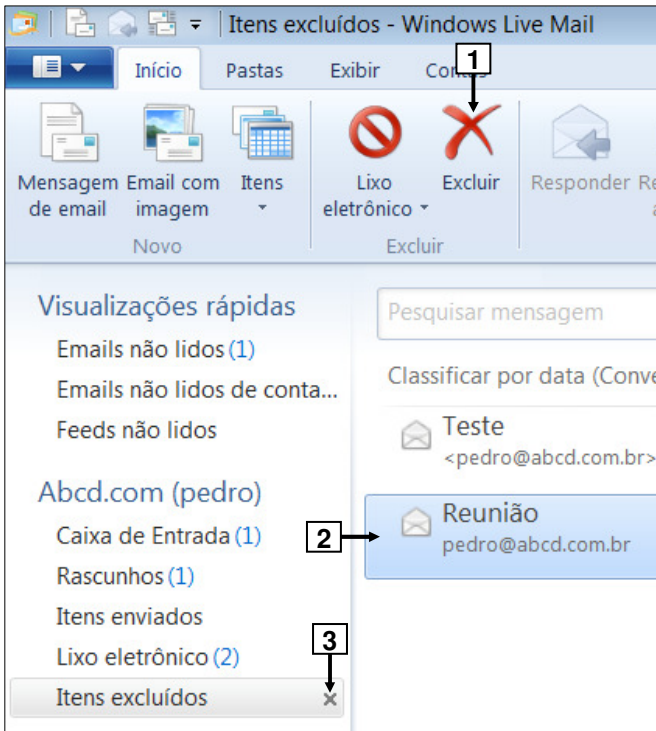 Itens excluídos - Windows Live Mail
Início Pastas Exibir
1
Mensagem de email
Email com imagem
Itens
Lixo eletrônico
Excluir
Responder
Novo
Excluir
Visualizações rápidas
Emails não lidos (1)
Emails não lidos de conta...
Feeds não lidos
Abcd.com (pedro)
Caixa de Entrada (1)
Rascunhos (1)
Itens enviados
Lixo eletrônico (2)
3
Itens excluídos
Pesquisar mensagem
Classificar por data (Conve
Teste
<pedro@abcd.com.br>
2
Reunião
pedro@abcd.com.br